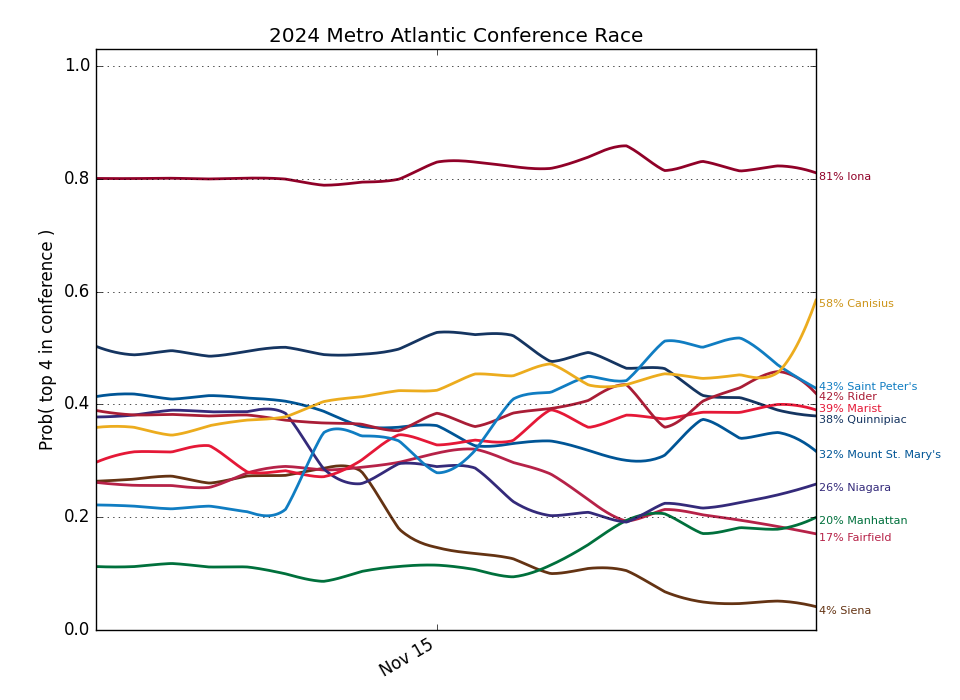 2024 Metro Atlantic Conference Race
Prob( top 4 in conference )
1.0
0.8
0.6
0.4
0.2
0.0
Nov 15
81% Iona
58% Canisius
43% Saint Peter's
42% Rider
39% Marist
38% Quinnipiac
32% Mount St. Mary's
26% Niagara
20% Manhattan
17% Fairfield
4% Siena